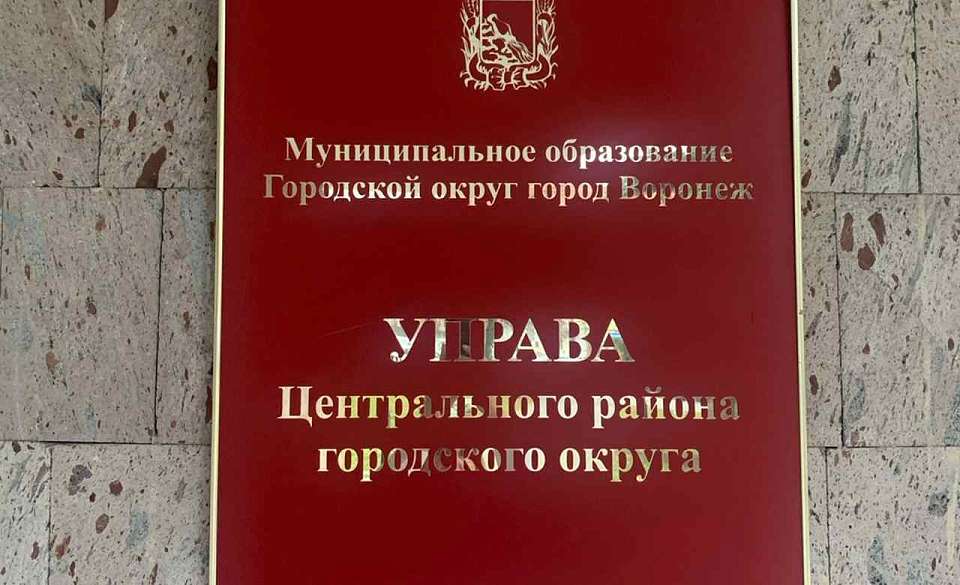 Муниципальное образование
Городской округ город Воронеж
УПРАВА
Центрального района
городского округа